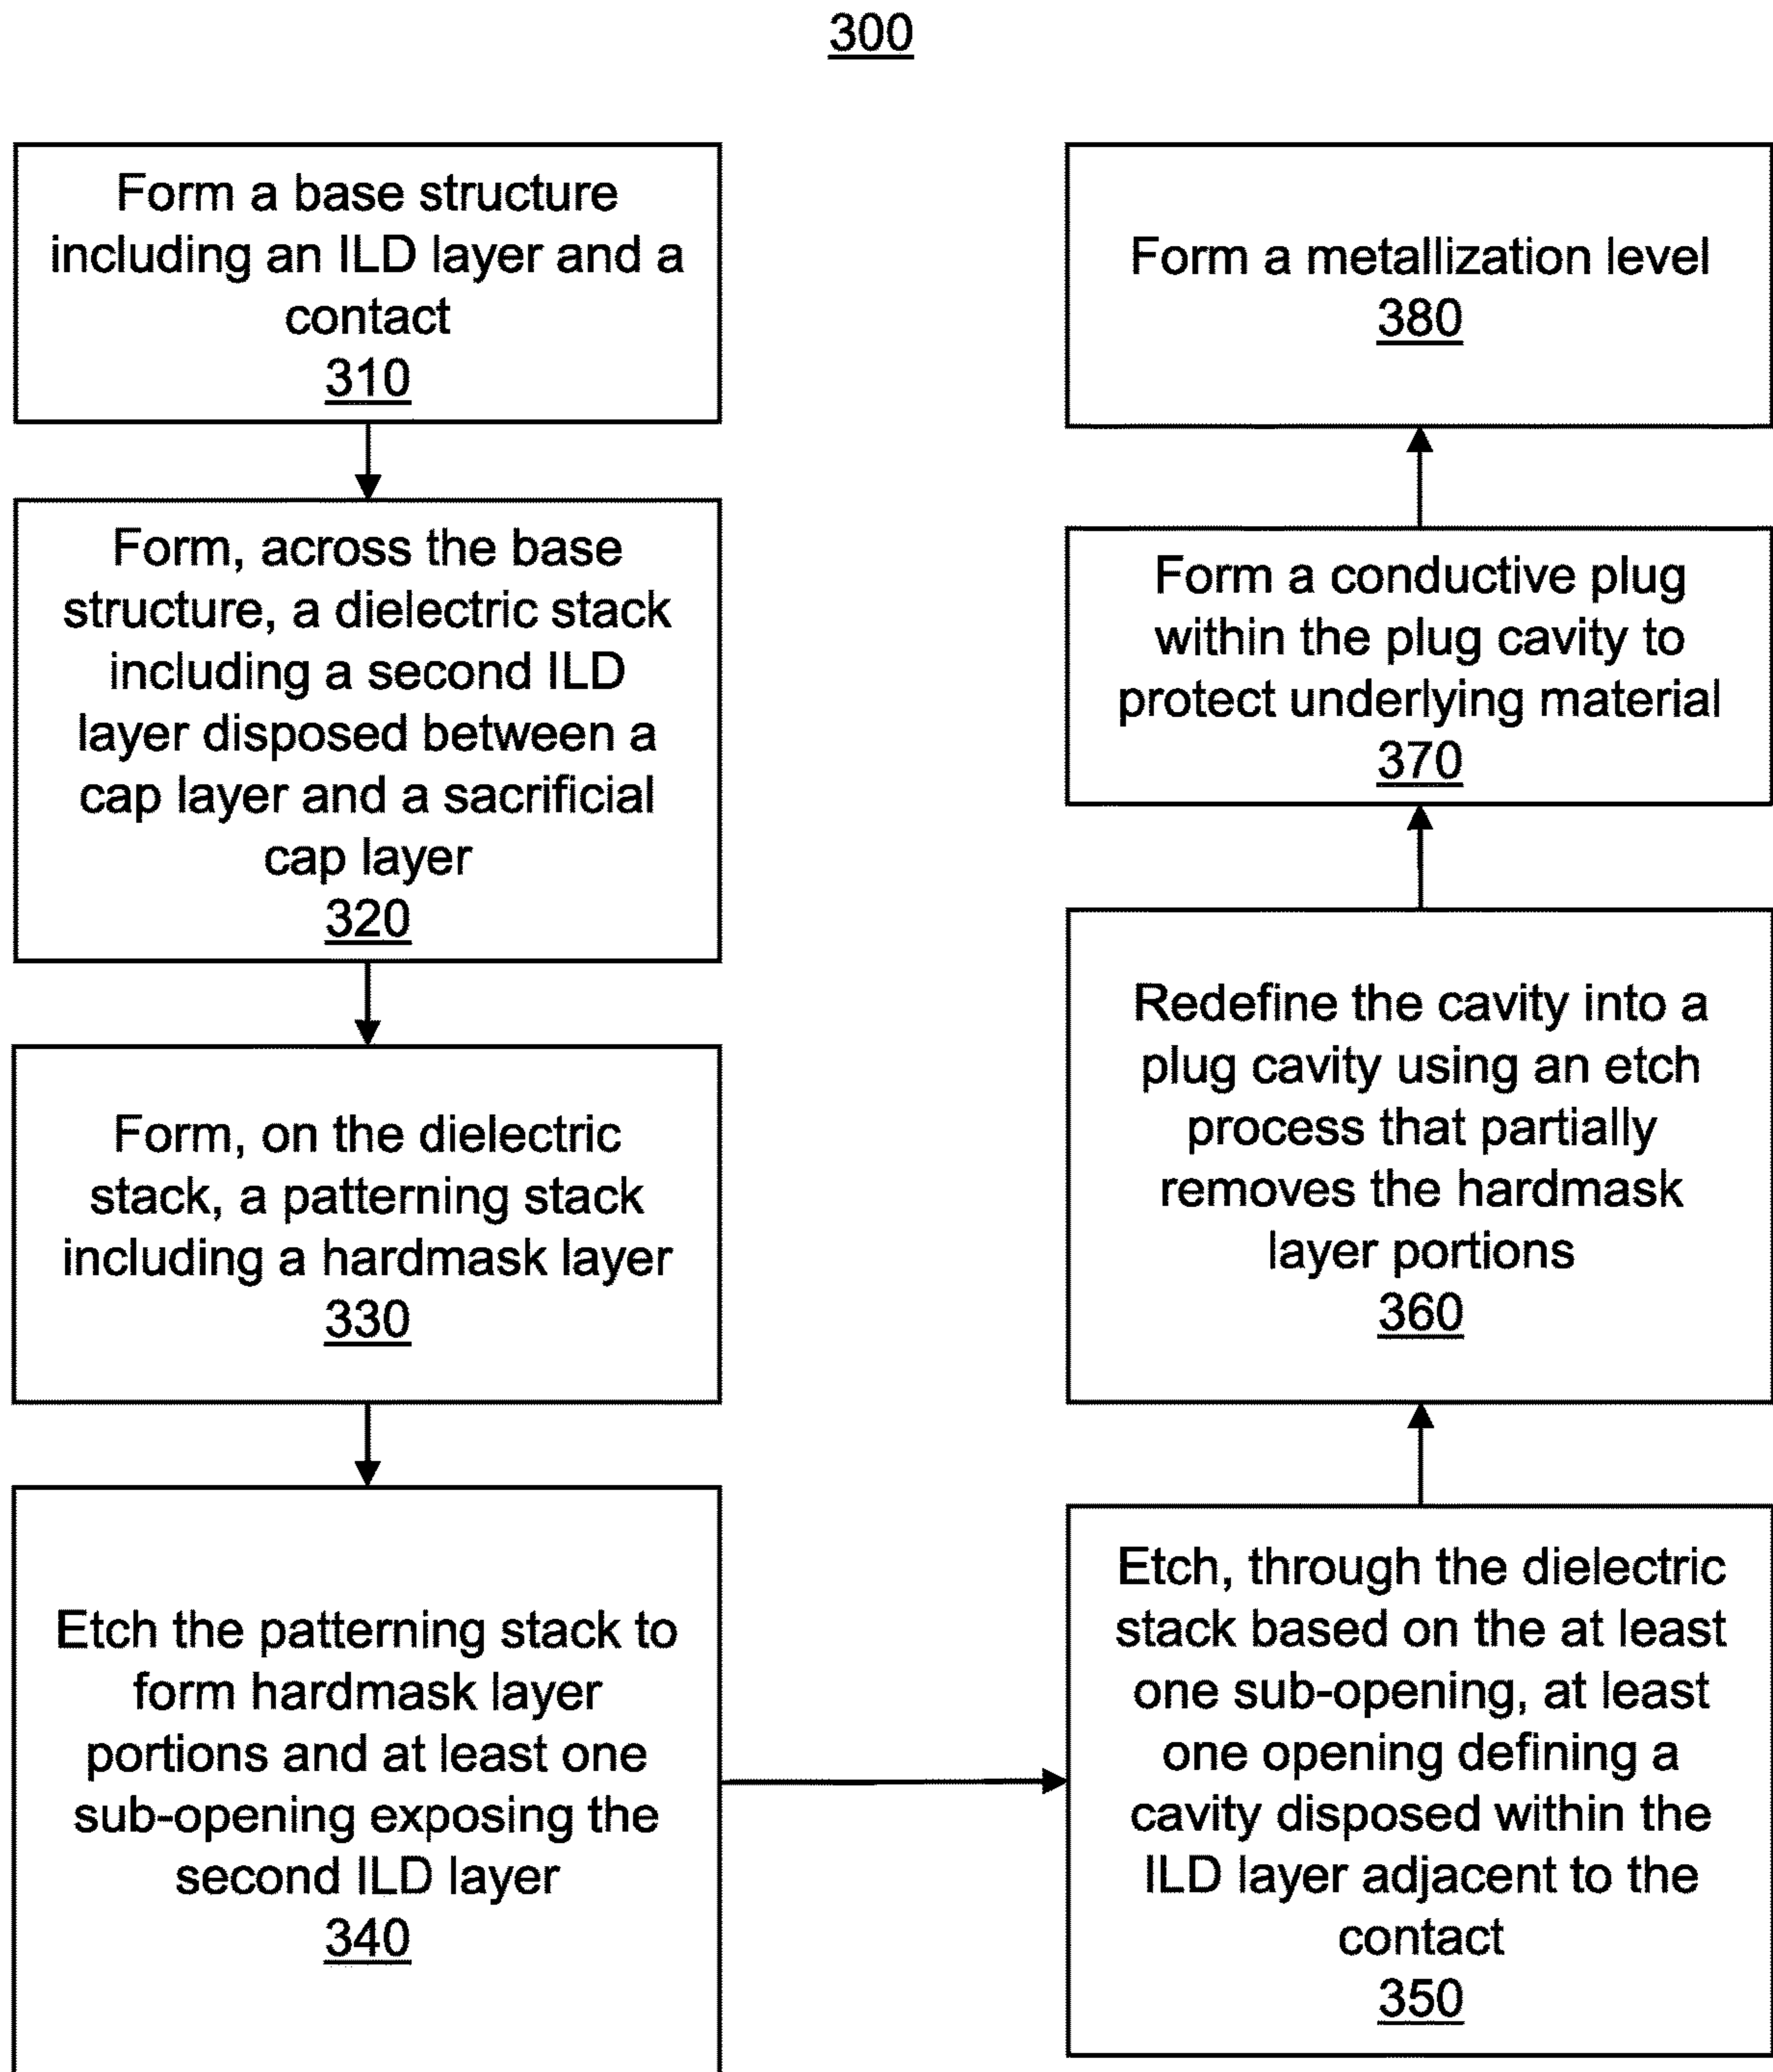 300
Form a base structure
including an ILD layer and a
contact
310
Form, across the base
structure, a dielectric stack
including a second ILD
layer disposed between a
cap layer and a sacrificial
cap layer
320
Form, on the dielectric
stack, a patterning stack
including a hardmask layer
330
Etch the patterning stack to
form hardmask layer
portions and at least one
sub-opening exposing the
second ILD layer
340
Etch, through the dielectric
stack based on the at least
one sub-opening, at least
one opening defining a
cavity disposed within the
ILD layer adjacent to the
contact
350
Redefine the cavity into a
plug cavity using an etch
process that partially
removes the hardmask
layer portions
360
Form a conductive plug
within the plug cavity to
protect underlying material
370
Form a metallization level
380